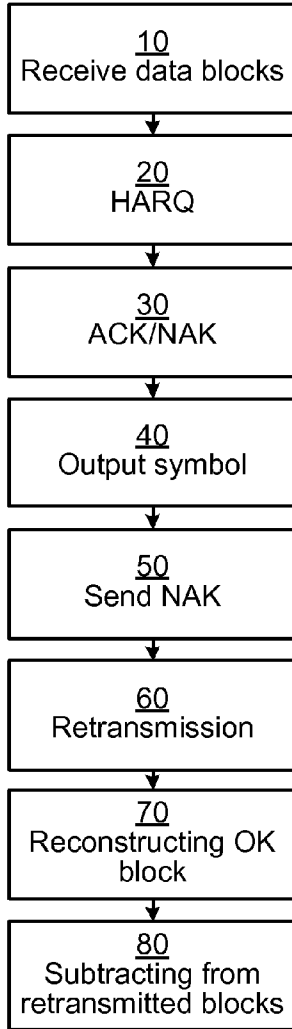 10
Receive data blocks
20
HARQ
30
ACK/NAK
40
Output symbol
50
Send NAK
60
Retransmission
70
Reconstructing OK
block
80
Subtracting from
retransmitted blocks